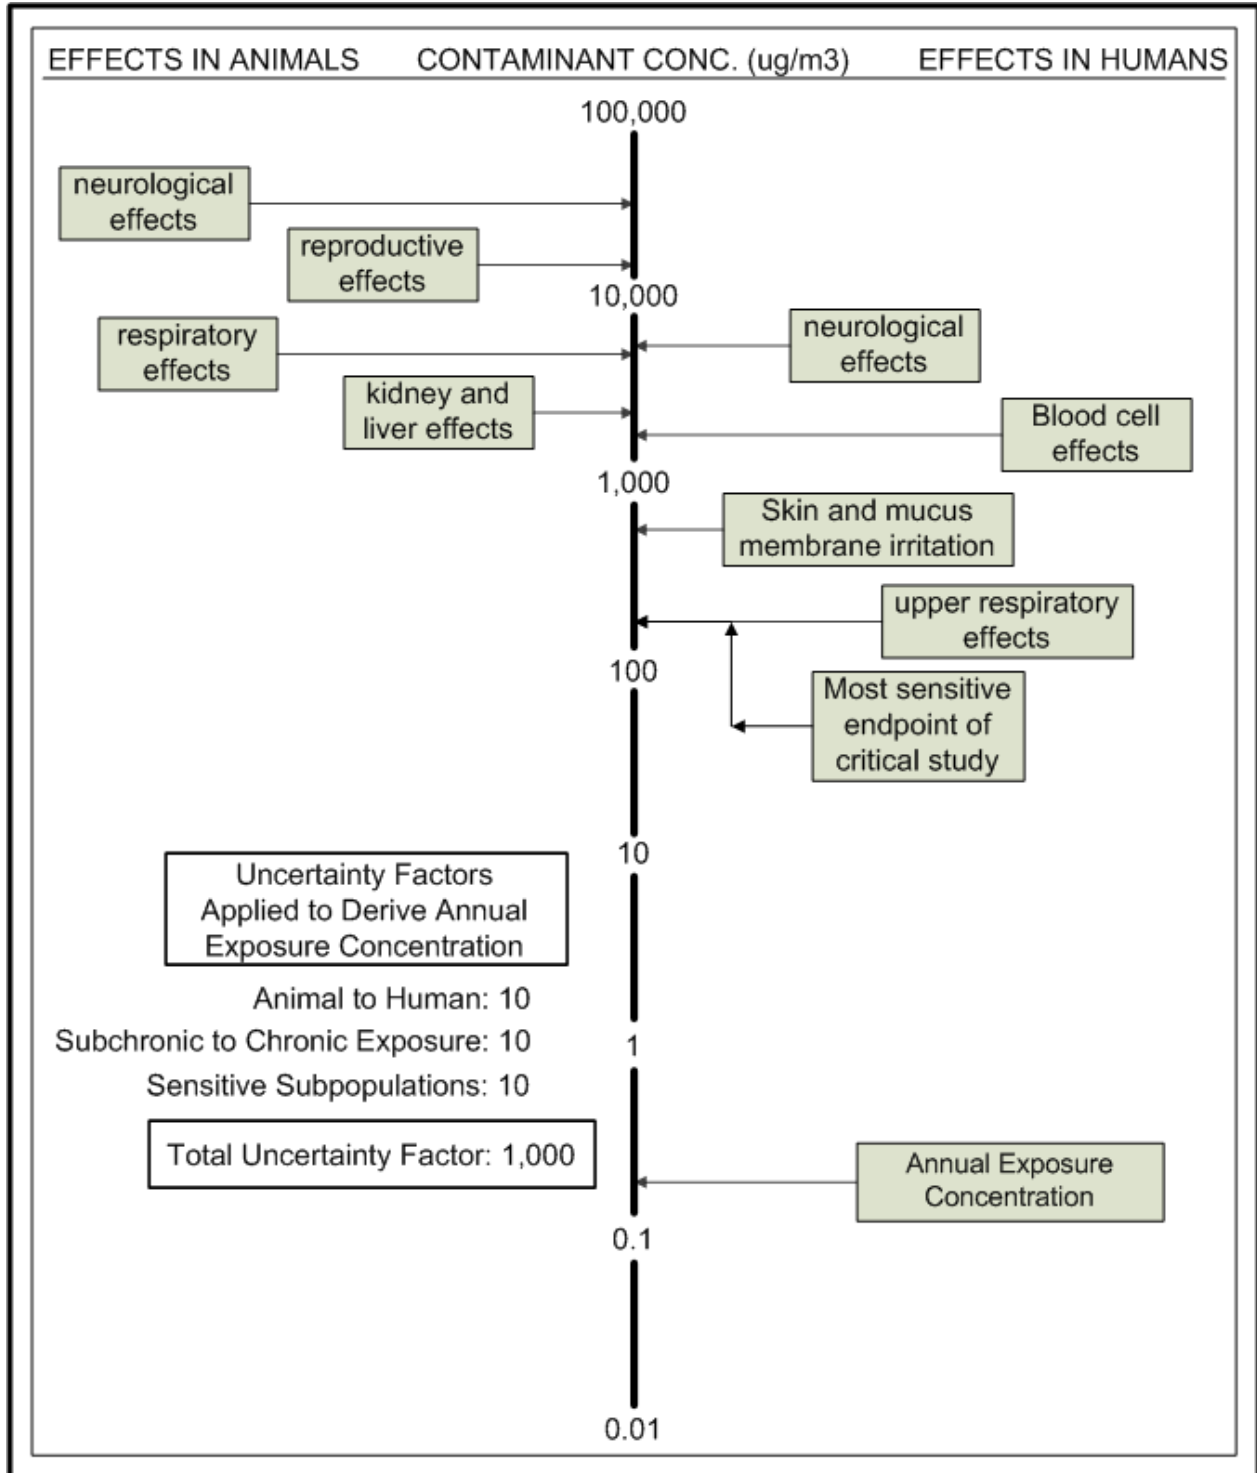 EFFECTS IN ANIMALS CONTAMINANT CONC. (ug/m3) EFFECTS IN HUMANS
100,000
neurological
effects
reproductive
effects
10,000
respiratory
effects
neurological
effects
kidney and
liver effects
Blood cell
effects
1,000
Skin and mucus
membrane irritation
upper respiratory
effects
100
Most sensitive
endpoint of
critical study
10
Uncertainty Factors
Applied to Derive Annual
Exposure Concentration
Animal to Human: 10
Subchronic to Chronic Exposure: 10
1
Sensitive Subpopulations: 10
Total Uncertainty Factor: 1,000
Annual Exposure
Concentration
0.1
0.01